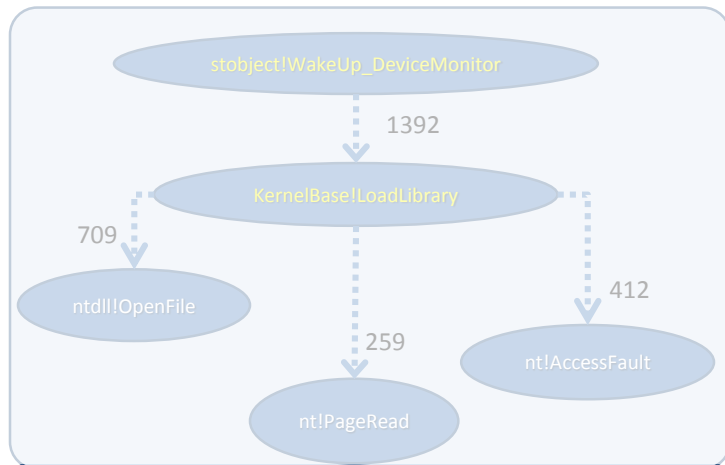 stobject!WakeUp_DeviceMonitor
1392
KernelBase!LoadLibrary
709
ntdll!OpenFile
412
259
nt!AccessFault
nt!PageRead